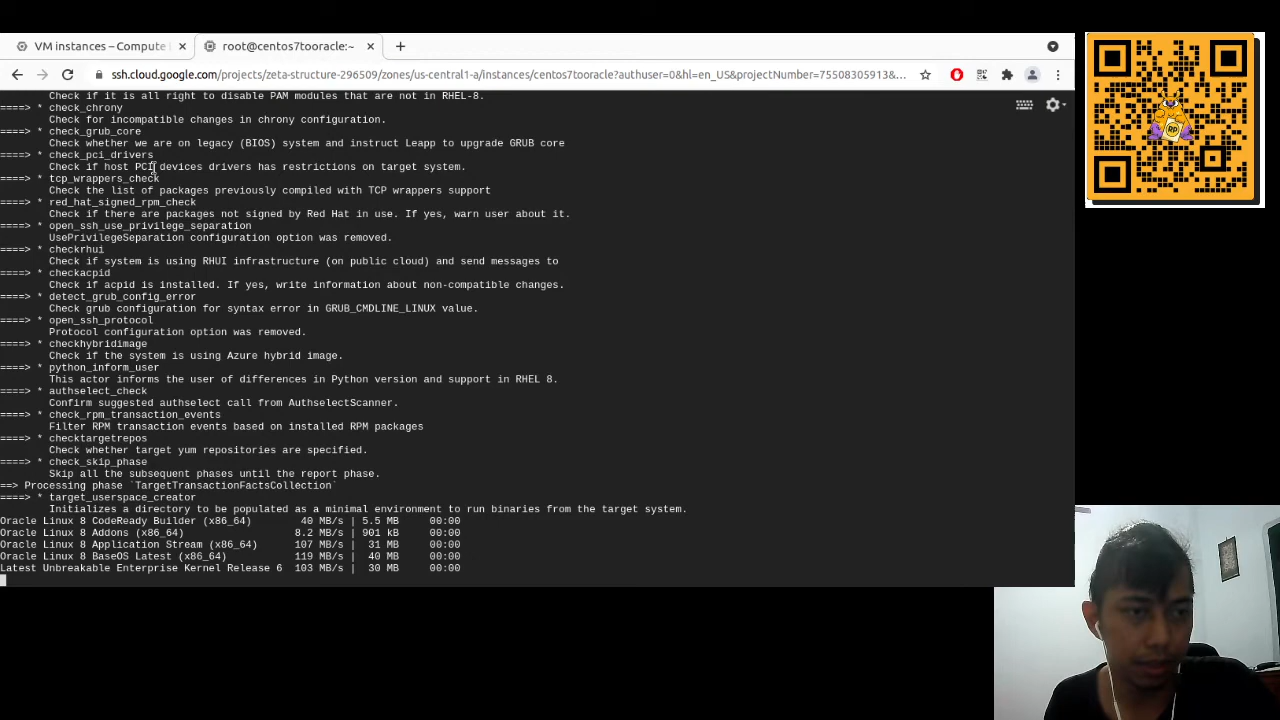 VM instances – Compute
root@centos7tooracle:~
ssh.cloud.google.com/projects/zeta-structure-296509/zones/us-central1-a/instances/centos7tooracle?authuser=0&hl=en_US&projectNumber=75508305913&...
Check if it is all right to disable PAM modules that are not in RHEL-8.
====> * check_chrony
Check for incompatible changes in chrony configuration.
====> * check_grub_core
Check whether we are on legacy (BIOS) system and instruct Leapp to upgrade GRUB core
====> * check_pci_drivers
Check if host PCI devices drivers has restrictions on target system.
====> * tcp_wrappers_check
Check the list of packages previously compiled with TCP wrappers support
====> * red_hat_signed_rpm_check
Check if there are packages not signed by Red Hat in use. If yes, warn user about it.
====> * open_ssh_use_privilege_separation
UsePrivilegeSeparation configuration option was removed.
====> * checkrhui
Check if system is using RHUI infrastructure (on public cloud) and send messages to
====> * checkacpid
Check if acpid is installed. If yes, write information about non-compatible changes.
====> * detect_grub_config_error
Check grub configuration for syntax error in GRUB_CMDLINE_LINUX value.
====> * open_ssh_protocol
Protocol configuration option was removed.
====> * checkhybridimage
Check if the system is using Azure hybrid image.
====> * python_inform_user
This actor informs the user of differences in Python version and support in RHEL 8.
====> * authselect_check
Confirm suggested authselect call from AuthselectScanner.
====> * check_rpm_transaction_events
Filter RPM transaction events based on installed RPM packages
====> * checktargetrepos
Check whether target yum repositories are specified.
====> * check_skip_phase
Skip all the subsequent phases until the report phase.
==> Processing phase `TargetTransactionFactsCollection`
====> * target_userspace_creator
Initializes a directory to be populated as a minimal environment to run binaries from the target system.
Oracle Linux 8 CodeReady Builder (x86_64) 40 MB/s | 5.5 MB 00:00
Oracle Linux 8 Addons (x86_64) 8.2 MB/s | 901 kB 00:00
Oracle Linux 8 Application Stream (x86_64) 107 MB/s | 31 MB 00:00
Oracle Linux 8 BaseOS Latest (x86_64) 119 MB/s | 40 MB 00:00
Latest Unbreakable Enterprise Kernel Release 6 103 MB/s | 30 MB 00:00
RP